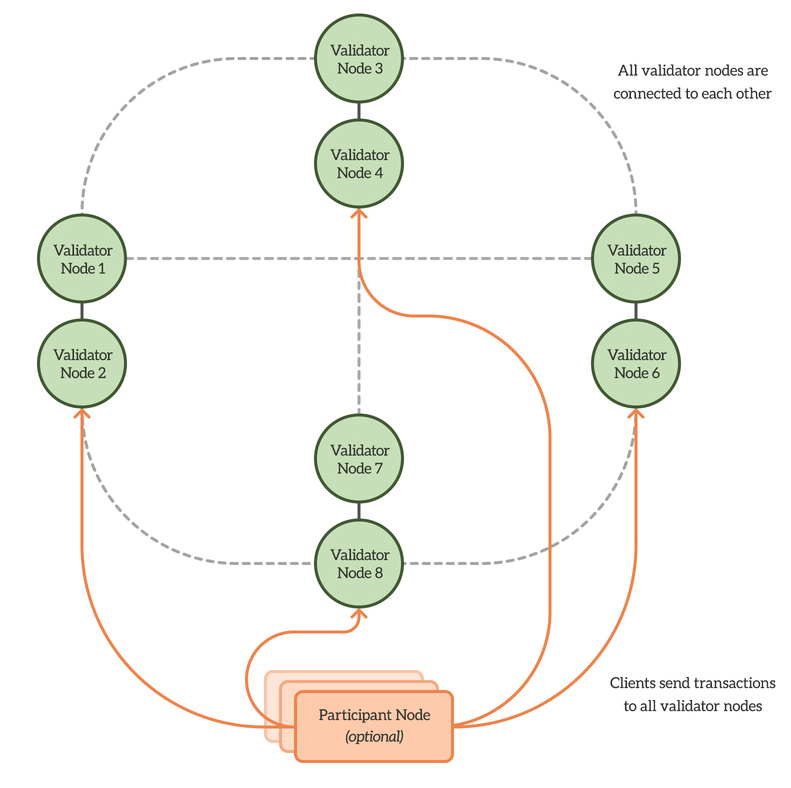 Validator
Node 3
All validator nodes are
connected to each other
Validator
Node 4
Validator
Node 1
Validator
Node 5
Validator
Node 2
Validator
Node 6
Validator
Node 7
Validator
Node 8
Clients send transactions
to all validator nodes
Participant Node
(optional)